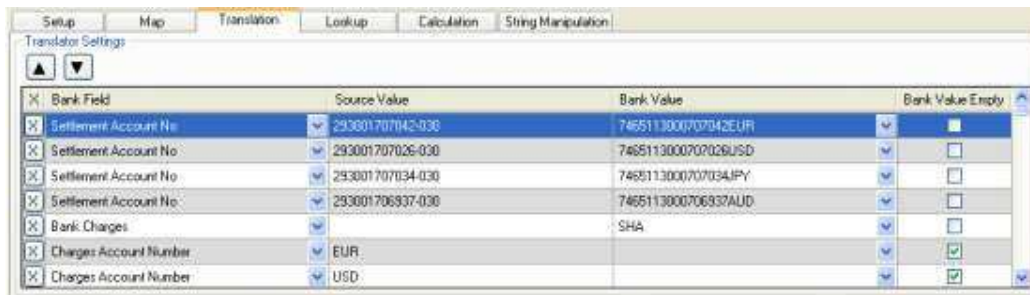 Setup Map Translation Lookup Calculation String Manipulation
Translator Settings
X Bank Field Source Value Bank Value Bank Value Empty
X Settlement Account No 293001707042-030 7465113000707042EUR
X Settlement Account No 293001707026-030 7465113000707026USD
X Settlement Account No 293001707034-030 7465113000707034JPY
X Settlement Account No 293001706937-030 7465113000706937AUD
X Bank Charges SHA
X Charges Account Number EUR
X Charges Account Number USD